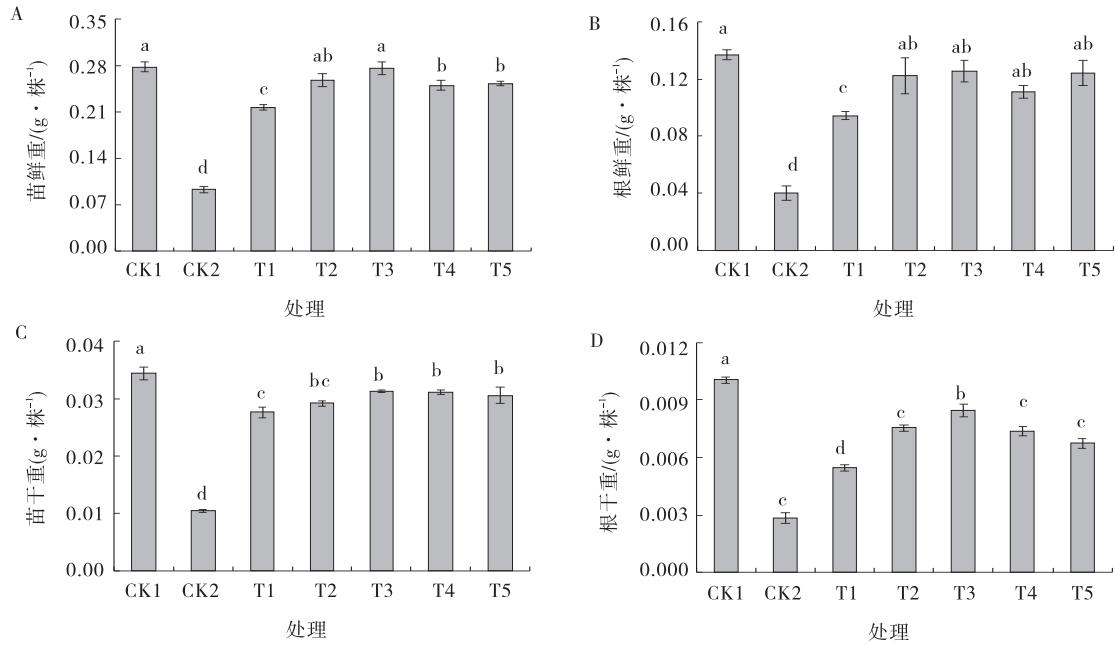 A
苗鲜重/(g·株⁻¹)
0.35
0.28
0.21
0.14
0.07
0.00
a
d
c
ab
a
b
b
CK1 CK2 T1 T2 T3 T4 T5
处理
B
根鲜重/(g·株⁻¹)
0.16
0.12
0.08
0.04
0.00
a
d
c
ab
ab
ab
ab
CK1 CK2 T1 T2 T3 T4 T5
处理
C
苗干重(g·株⁻¹)
0.04
0.03
0.02
0.01
0.00
a
d
c
bc
b
b
b
CK1 CK2 T1 T2 T3 T4 T5
处理
D
根干重/(g·株⁻¹)
0.012
0.009
0.006
0.003
0.000
a
c
d
c
b
c
c
CK1 CK2 T1 T2 T3 T4 T5
处理